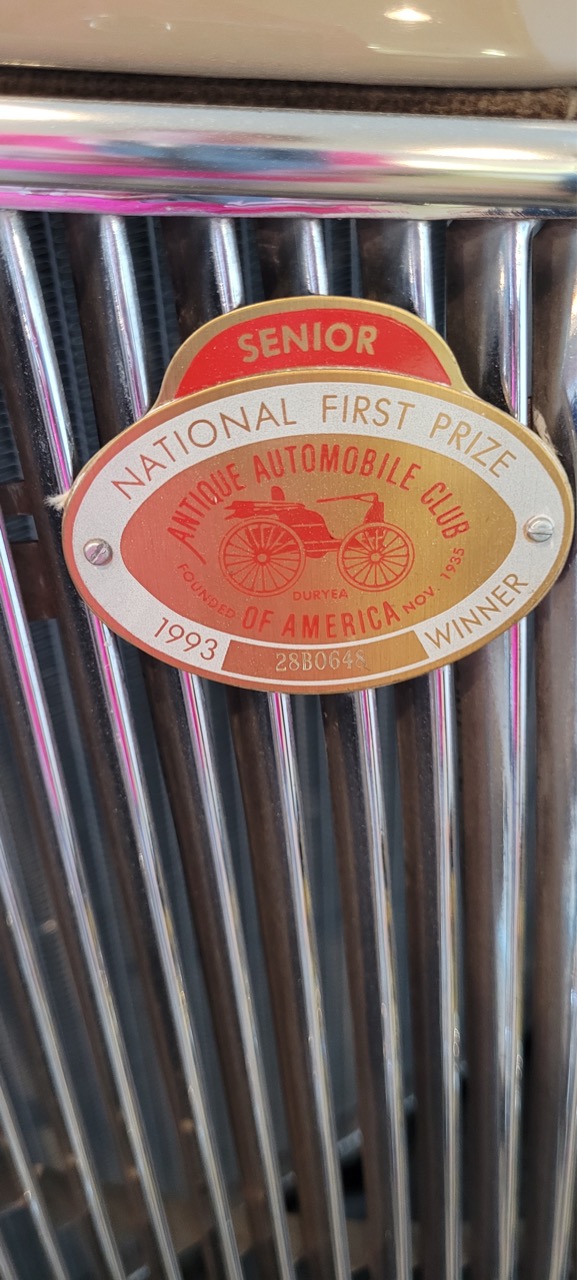 SENIOR
NATIONAL FIRST PRIZE
ANTIQUE AUTOMOBILE CLUB
FOUNDED DURYEA NOV. 1935
OF AMERICA
1993 28B0648 WINNER